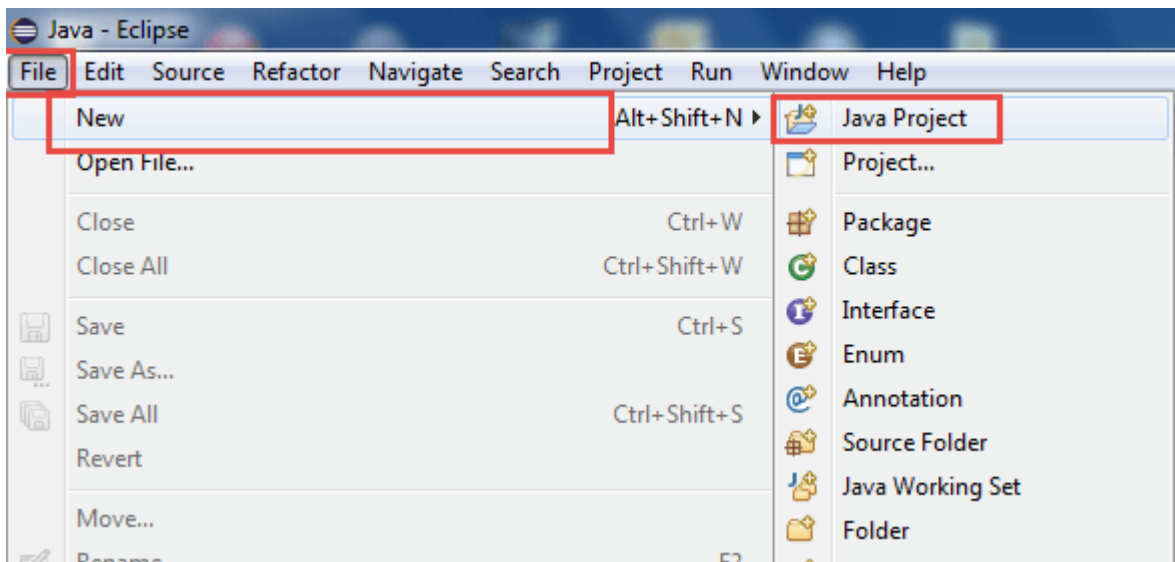 Java - Eclipse
File Edit Source Refactor Navigate Search Project Run Window Help
New Alt+Shift+N
Open File...
Close Ctrl+W
Close All Ctrl+Shift+W
Save Ctrl+S
Save As...
Save All Ctrl+Shift+S
Revert
Move...
Rename... F2
Java Project
Project...
Package
Class
Interface
Enum
Annotation
Source Folder
Java Working Set
Folder